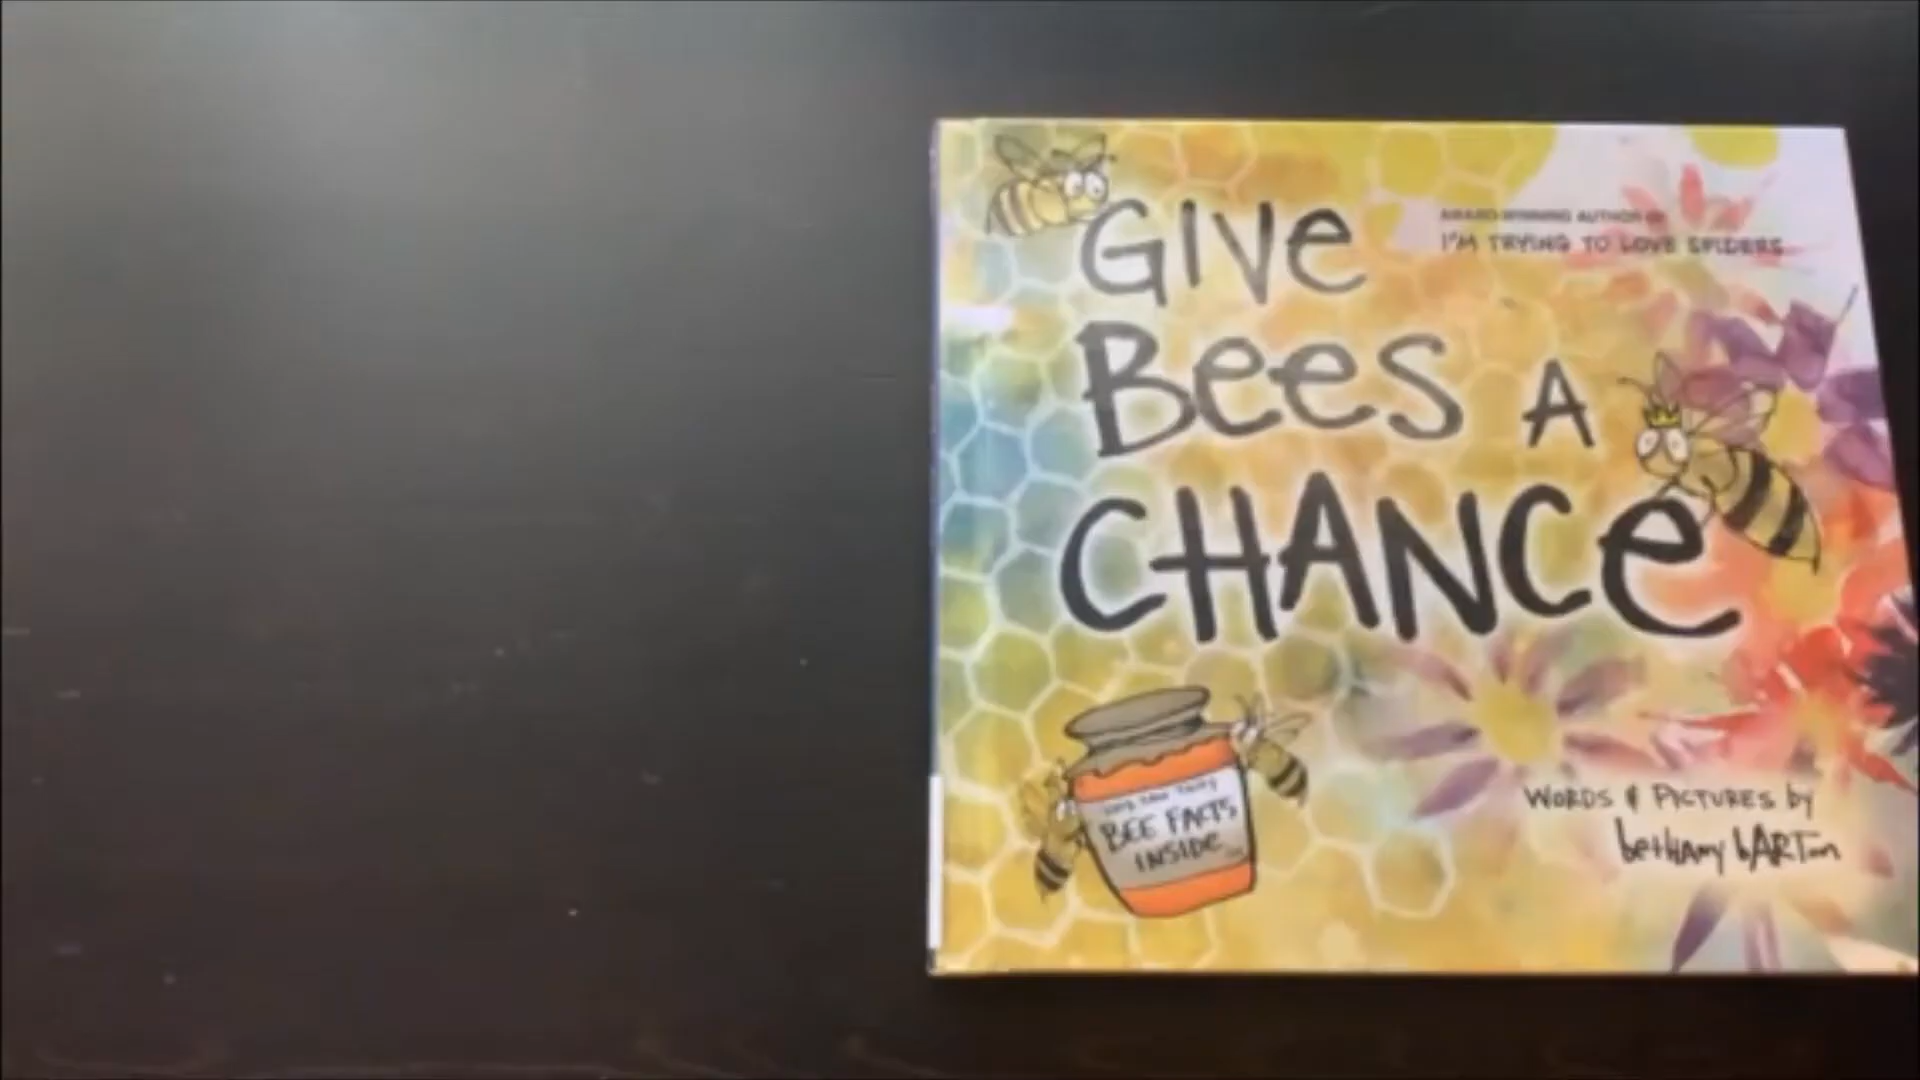 GIVE
BEES A
CHANCE
AWARD-WINNING AUTHOR OF
I'M TRYING TO LOVE SPIDERS
BEE FACTS
INSIDE
WORDS & PICTURES by
bethany bARTon